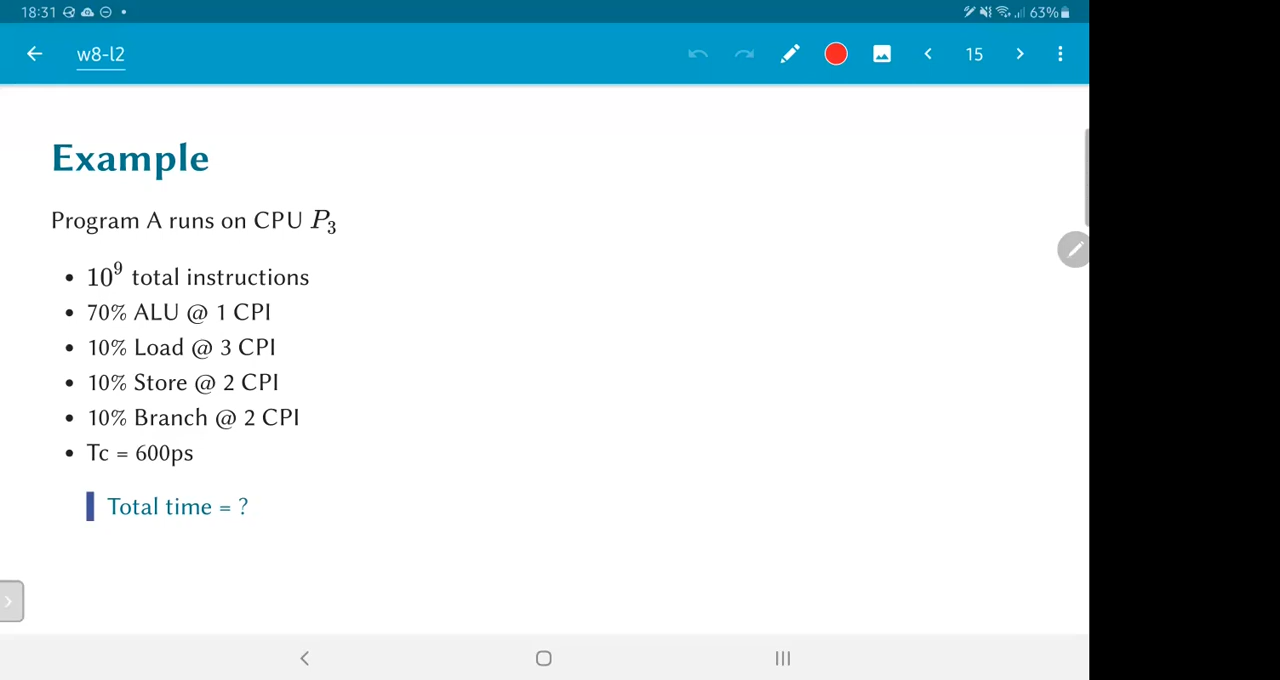 18:31 63%
w8-l2 15
Example
Program A runs on CPU P₃
• 10⁹ total instructions
• 70% ALU @ 1 CPI
• 10% Load @ 3 CPI
• 10% Store @ 2 CPI
• 10% Branch @ 2 CPI
• Tc = 600ps
Total time = ?